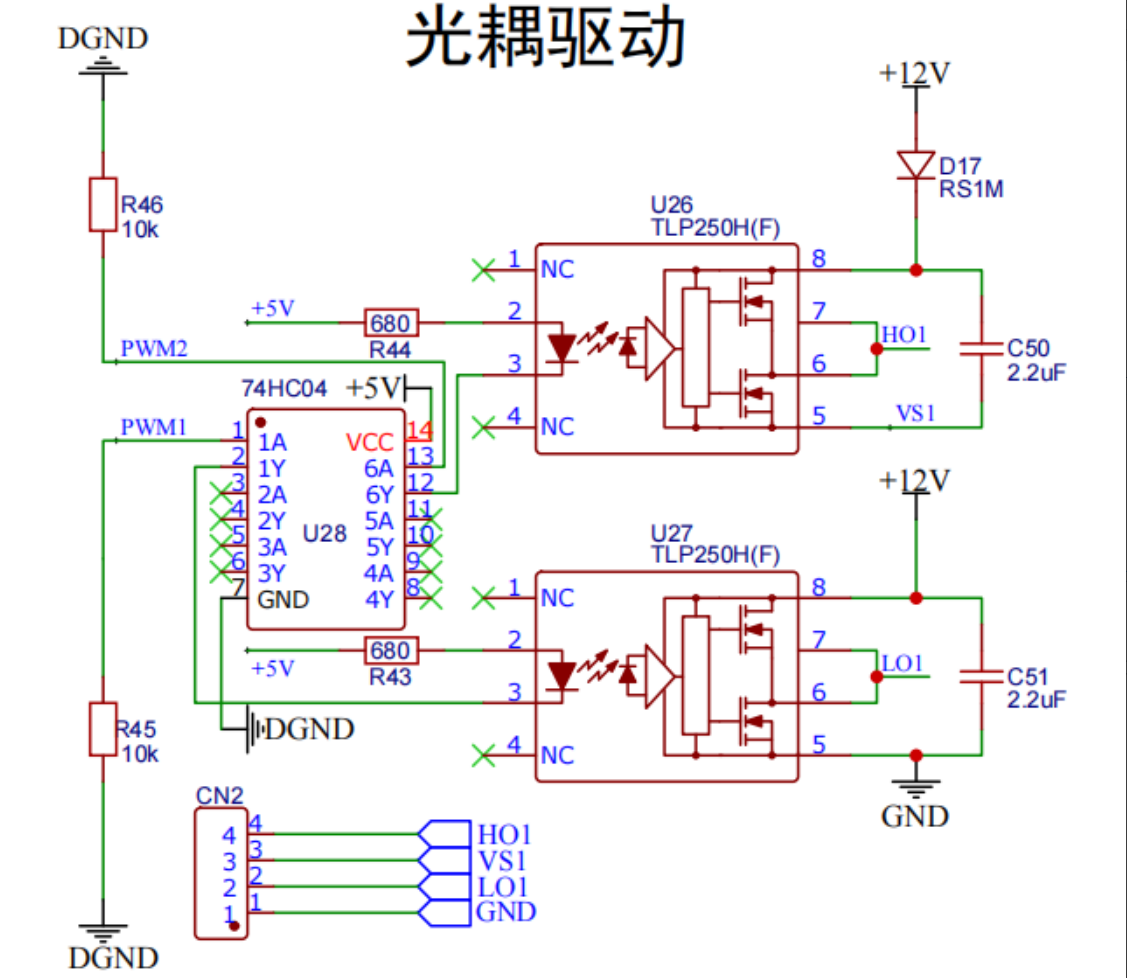 光耦驱动
DGND
+12V
D17
RS1M
R46
10k
U26
TLP250H(F)
1 NC 8
+5V
680
R44
2 7
HO1
PWM2
3 6
C50
2.2uF
74HC04
+5V
4 NC 5
VS1
PWM1
1 1A VCC 14
2 1Y 6A 13
3 2A 6Y 12
4 2Y 5A 11
5 3A U28 5Y 10
6 3Y 4A 9
7 GND 4Y 8
+12V
U27
TLP250H(F)
1 NC 8
+5V
680
R43
2 7
LO1
3 6
C51
2.2uF
R45
10k
DGND
4 NC 5
GND
CN2
4 4 HO1
3 3 VS1
2 2 LO1
1 1 GND
DGND